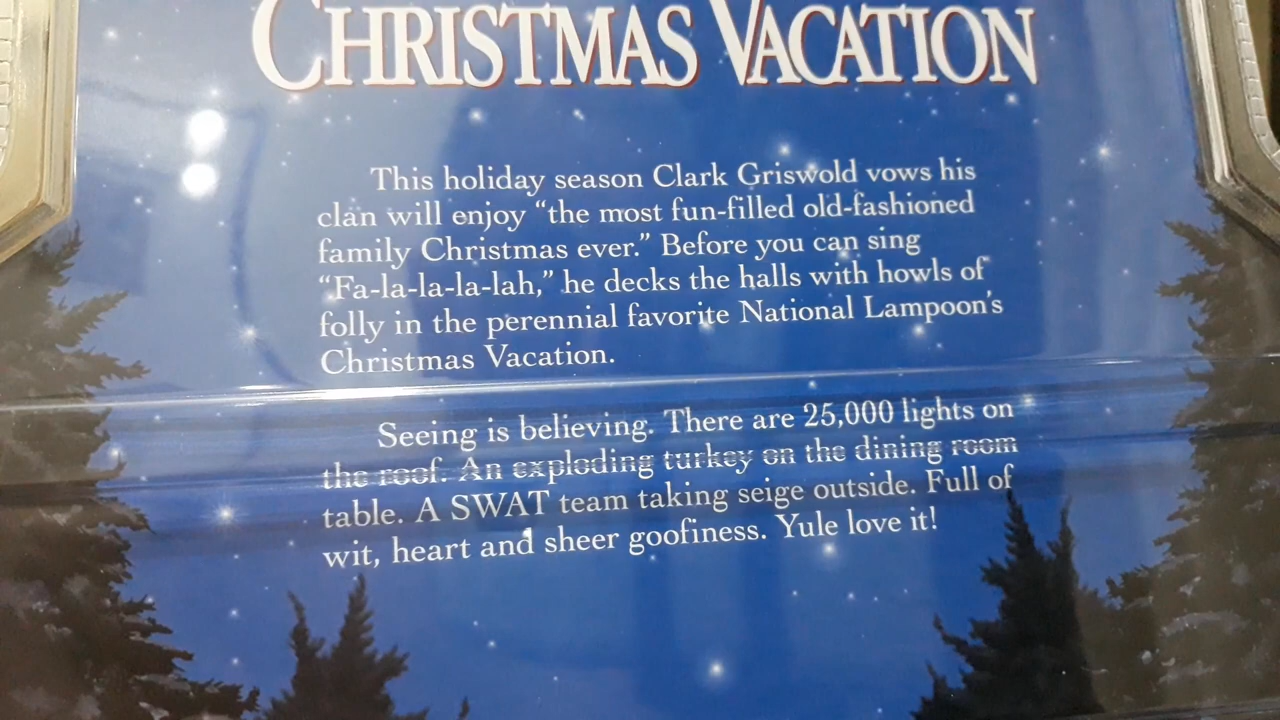 CHRISTMAS VACATION
This holiday season Clark Griswold vows his
clan will enjoy “the most fun-filled old-fashioned
family Christmas ever.” Before you can sing
“Fa-la-la-la-lah,” he decks the halls with howls of
folly in the perennial favorite National Lampoon's
Christmas Vacation.
Seeing is believing. There are 25,000 lights on
the roof. An exploding turkey on the dining room
table. A SWAT team taking seige outside. Full of
wit, heart and sheer goofiness. Yule love it!